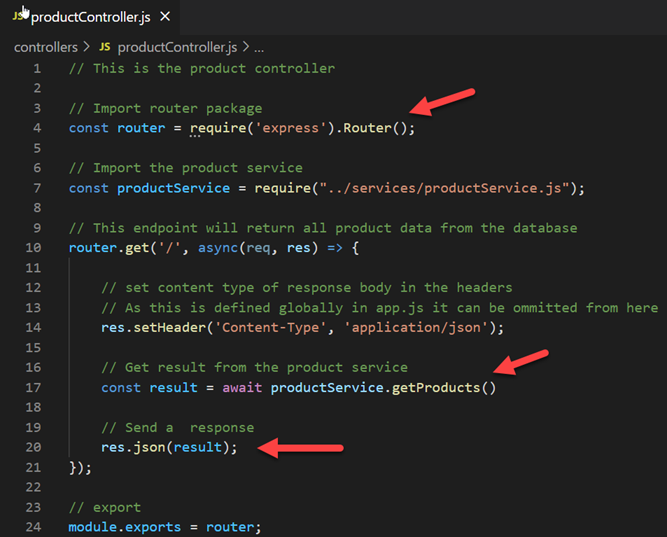 JS productController.js ×
controllers > JS productController.js > ...
1 // This is the product controller
2
3 // Import router package
4 const router = require('express').Router();
5
6 // Import the product service
7 const productService = require("../services/productService.js");
8
9 // This endpoint will return all product data from the database
10 router.get('/', async(req, res) => {
11
12 // set content type of response body in the headers
13 // As this is defined globally in app.js it can be ommitted from here
14 res.setHeader('Content-Type', 'application/json');
15
16 // Get result from the product service
17 const result = await productService.getProducts()
18
19 // Send a  response
20 res.json(result);
21 });
22
23 // export
24 module.exports = router;